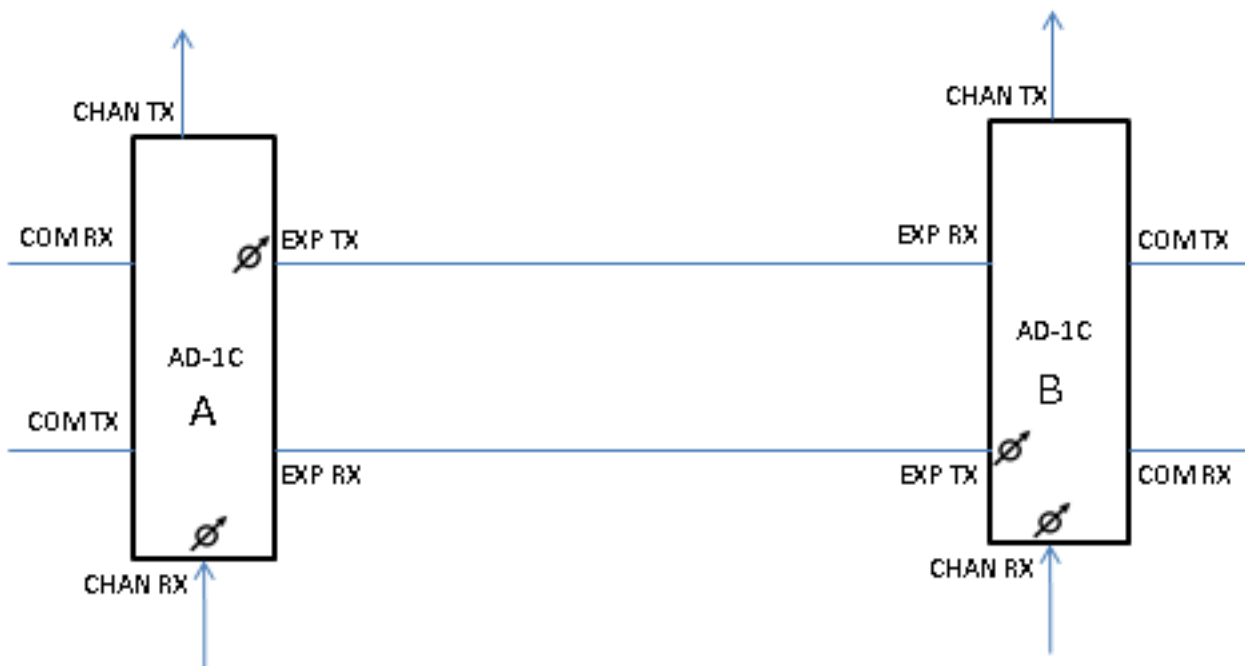 CHAN TX
CHAN TX
COM RX
EXP TX
EXP RX
COM TX
AD-1C
A
AD-1C
B
COM TX
EXP RX
EXP TX
COM RX
CHAN RX
CHAN RX